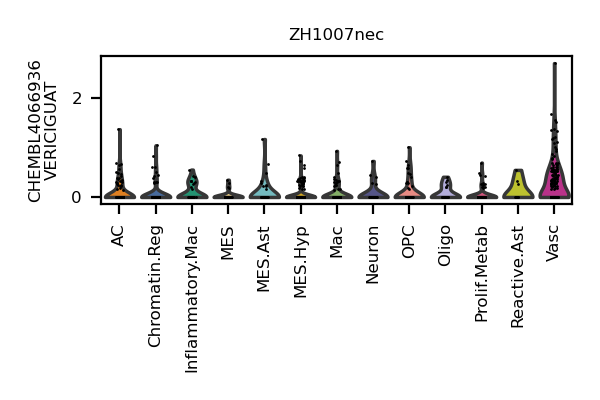 ZH1007nec
CHEMBL4066936
VERICIGUAT
2
0
AC
Chromatin.Reg
Inflammatory.Mac
MES
MES.Ast
MES.Hyp
Mac
Neuron
OPC
Oligo
Prolif.Metab
Reactive.Ast
Vasc